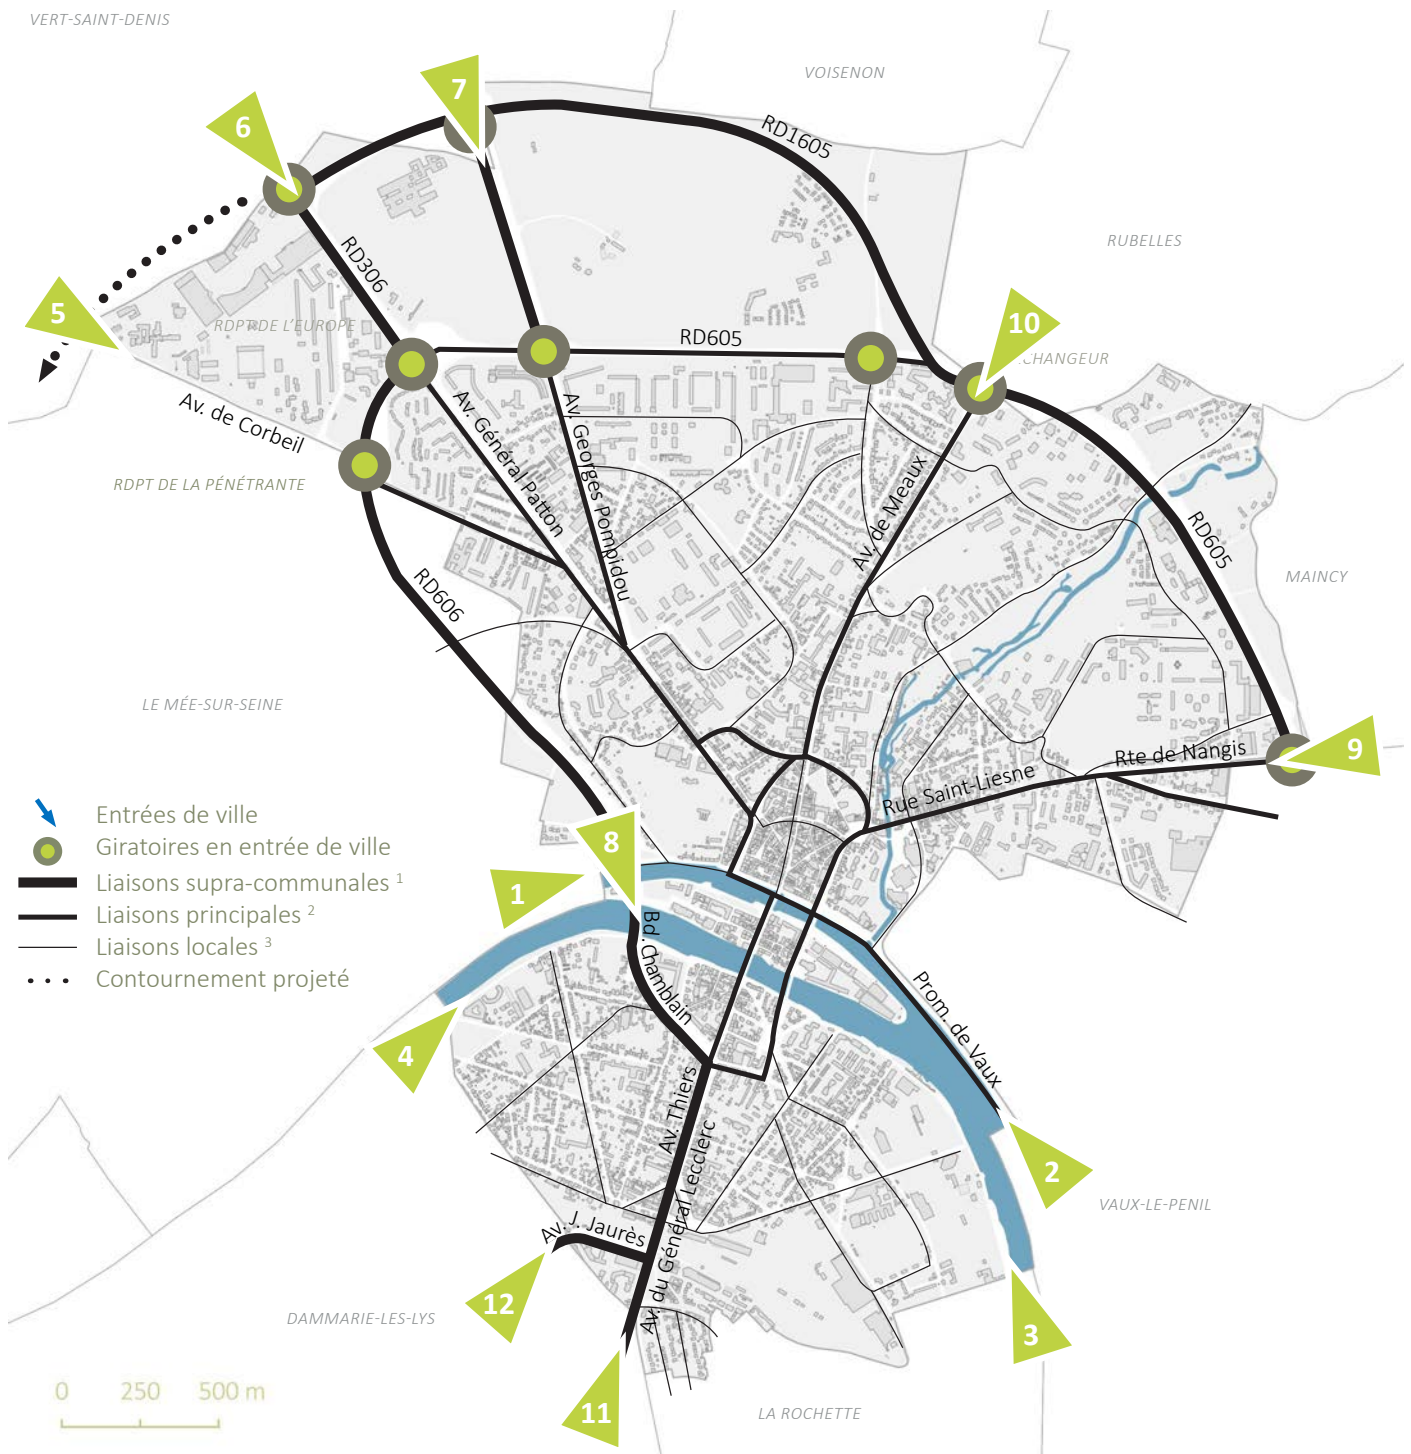 VERT-SAINT-DENIS
VOISENON
7
6
RD1605
RUBELLES
RD306
5
10
RDPT DE L'EUROPE
RD605
CHANGEUR
Av. de Corbeil
Av. Général Patton
Av. Georges Pompidou
Av. de Meaux
RDPT DE LA PÉNÉTRANTE
RD605
RD606
MAINCY
LE MÉE-SUR-SEINE
9
Rte de Nangis
Rue Saint-Liesne
Entrées de ville
Giratoires en entrée de ville
Liaisons supra-communales 1
Liaisons principales 2
Liaisons locales 3
Contournement projeté
8
1
Bd. Chamblain
Prom. de Vaux
4
Av. Thiers
2
Av. du Général Lecclerc
VAUX-LE-PENIL
Av. J. Jaurès
12
DAMMARIE-LES-LYS
3
0 250 500 m
11
LA ROCHETTE